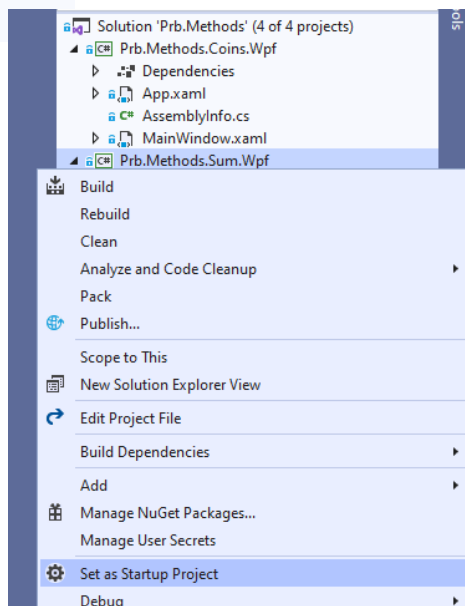 Solution 'Prb.Methods' (4 of 4 projects)
C# Prb.Methods.Coins.Wpf
Dependencies
App.xaml
C# AssemblyInfo.cs
MainWindow.xaml
C# Prb.Methods.Sum.Wpf
Build
Rebuild
Clean
Analyze and Code Cleanup
Pack
Publish...
Scope to This
New Solution Explorer View
Edit Project File
Build Dependencies
Add
Manage NuGet Packages...
Manage User Secrets
Set as Startup Project
Debug